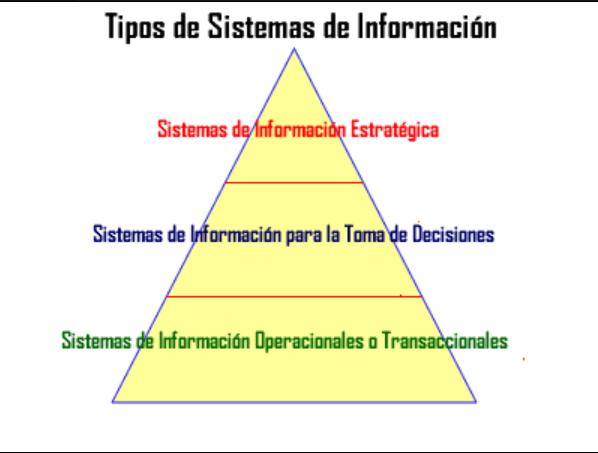 Tipos de Sistemas de Información
Sistemas de Información Estratégica
Sistemas de Información para la Toma de Decisiones
Sistemas de Información Operacionales o Transaccionales